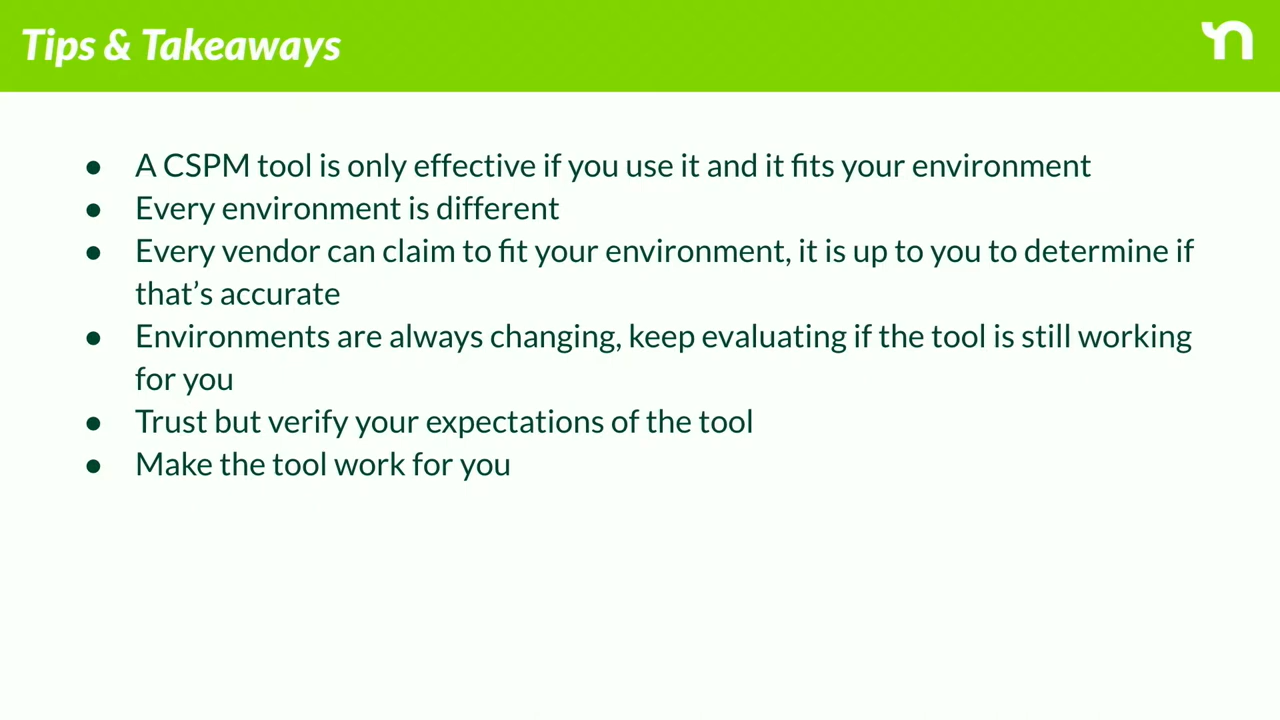 Tips & Takeaways
● A CSPM tool is only effective if you use it and it fits your environment
● Every environment is different
● Every vendor can claim to fit your environment, it is up to you to determine if
that’s accurate
● Environments are always changing, keep evaluating if the tool is still working
for you
● Trust but verify your expectations of the tool
● Make the tool work for you